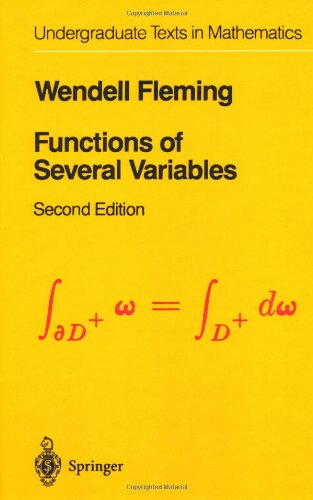 Undergraduate Texts in Mathematics
Wendell Fleming
Functions of
Several Variables
Second Edition
∫∂D⁺ ω = ∫D⁺ dω
Springer